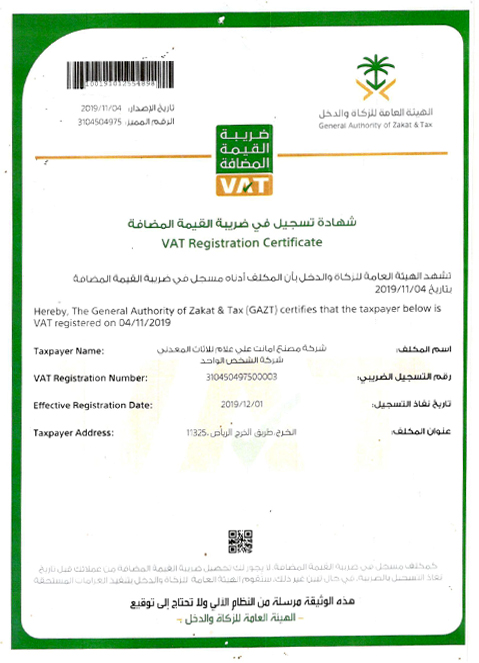 100191012554898
تاريخ الإصدار: 2019/11/04
الرقم المميز: 3104504975
الهيئة العامة للزكاة والدخل
General Authority of Zakat & Tax
ضريبة
القيمة
المضافة
VAT
شهادة تسجيل في ضريبة القيمة المضافة
VAT Registration Certificate
تشهد الهيئة العامة للزكاة والدخل بأن المكلف أدناه مسجل في ضريبة القيمة المضافة
بتاريخ 2019/11/04
Hereby, The General Authority of Zakat & Tax (GAZT) certifies that the taxpayer below is
VAT registered on 04/11/2019
Taxpayer Name: شركة مصنع امانت علي غلام للاثاث المعدني اسم المكلف:
شركة الشخص الواحد
VAT Registration Number: 310450497500003 رقم التسجيل الضريبي:
Effective Registration Date: 2019/12/01 تاريخ نفاذ التسجيل:
Taxpayer Address: الخرج,طريق الخرج الرياض ,11325 عنوان المكلف:
كمكلف مسجل في ضريبة القيمة المضافة، لا يجوز لك تحصيل ضريبة القيمة المضافة من عملائك قبل تاريخ
نفاذ التسجيل بالضريبة، في حال تبين غير ذلك، ستقوم الهيئة العامة للزكاة والدخل بتنفيذ الغرامات المستحقة
هذه الوثيقة مرسلة من النظام الآلي ولا تحتاج إلى توقيع
- الهيئة العامة للزكاة والدخل -